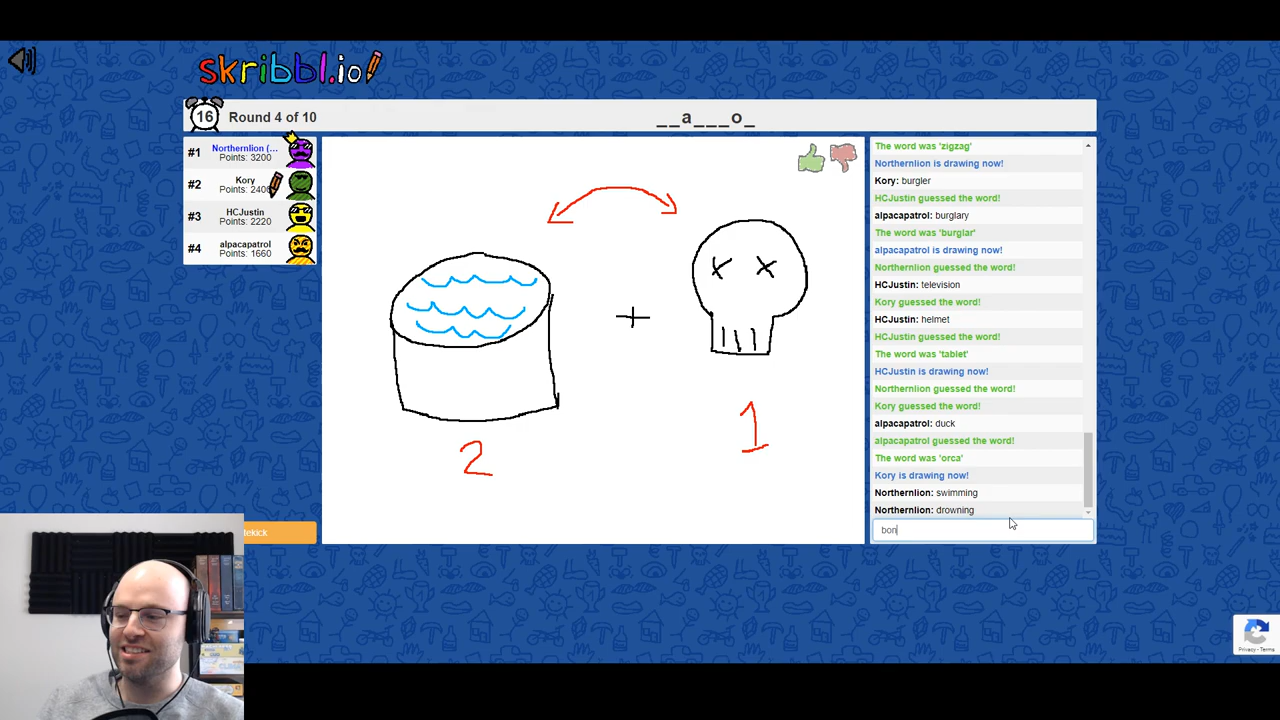 skribbl.io
16 Round 4 of 10 __a___o_
#1 Northernlion (...
Points: 3200
#2 Kory
Points: 2400
#3 HCJustin
Points: 2220
#4 alpacapatrol
Points: 1660
+
1
2
The word was 'zigzag'
Northernlion is drawing now!
Kory: burgler
HCJustin guessed the word!
alpacapatrol: burglary
The word was 'burglar'
alpacapatrol is drawing now!
Northernlion guessed the word!
HCJustin: television
Kory guessed the word!
HCJustin: helmet
HCJustin guessed the word!
The word was 'tablet'
HCJustin is drawing now!
Northernlion guessed the word!
Kory guessed the word!
alpacapatrol: duck
alpacapatrol guessed the word!
The word was 'orca'
Kory is drawing now!
Northernlion: swimming
Northernlion: drowning
bon
Privacy - Terms